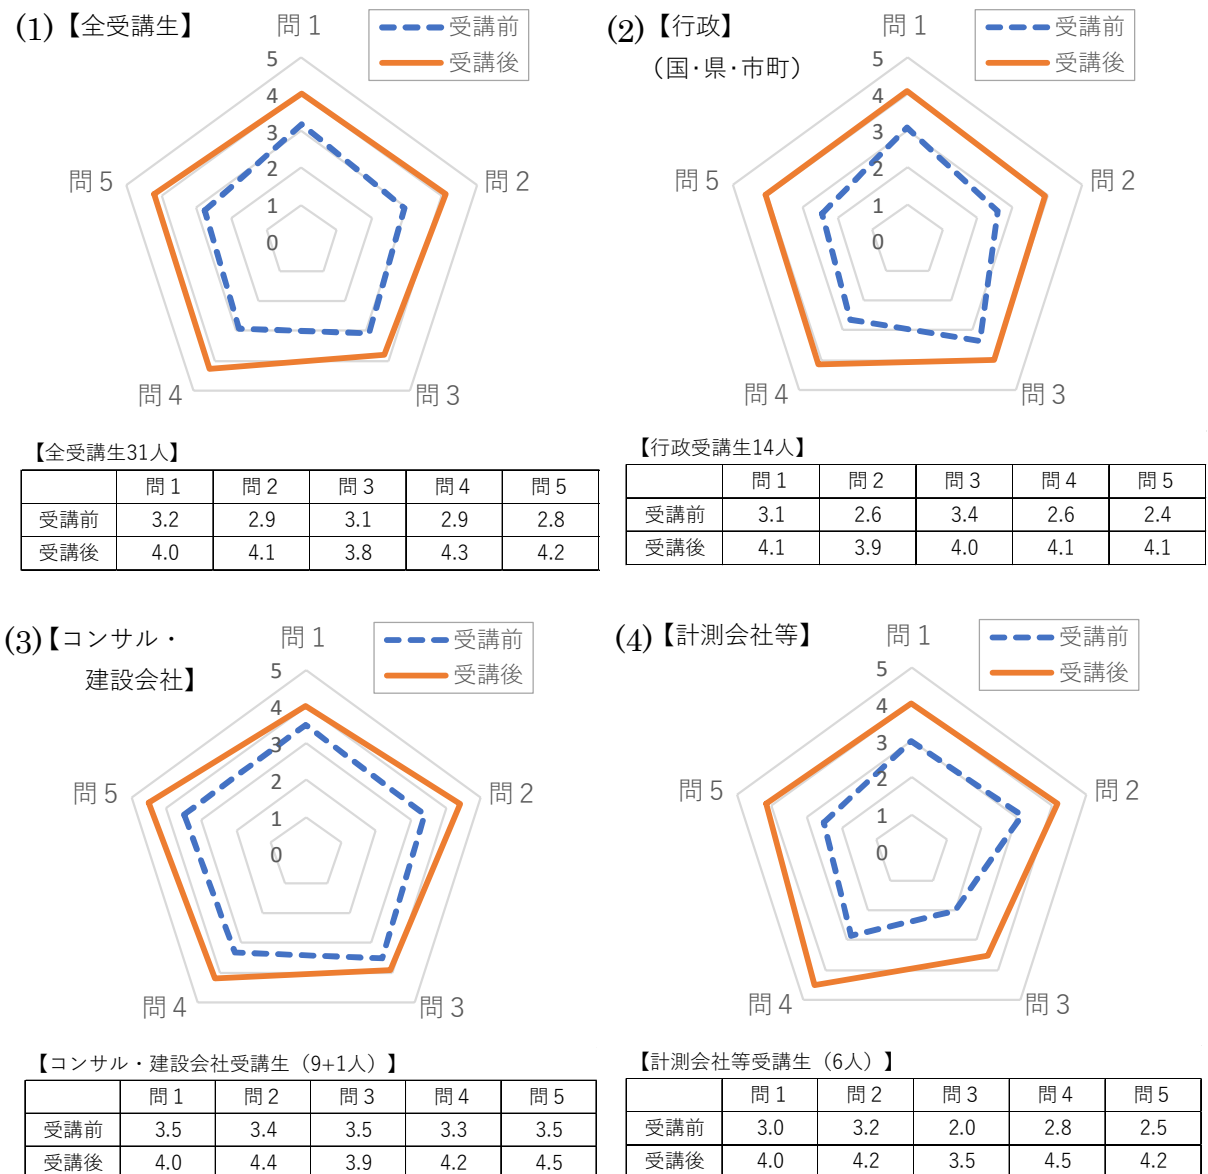 (1)【全受講生】
問1
受講前
受講後
5
4
3
2
1
0
問5
問2
問4
問3
【全受講生31人】
問1 問2 問3 問4 問5
受講前 3.2 2.9 3.1 2.9 2.8
受講後 4.0 4.1 3.8 4.3 4.2
(2)【行政】
（国･県･市町）
問1
受講前
受講後
5
4
3
2
1
0
問5
問2
問4
問3
【行政受講生14人】
問1 問2 問3 問4 問5
受講前 3.1 2.6 3.4 2.6 2.4
受講後 4.1 3.9 4.0 4.1 4.1
(3)【コンサル・
建設会社】
問1
受講前
受講後
5
4
3
2
1
0
問5
問2
問4
問3
【コンサル・建設会社受講生（9+1人）】
問1 問2 問3 問4 問5
受講前 3.5 3.4 3.5 3.3 3.5
受講後 4.0 4.4 3.9 4.2 4.5
(4)【計測会社等】
問1
受講前
受講後
5
4
3
2
1
0
問5
問2
問4
問3
【計測会社等受講生（6人）】
問1 問2 問3 問4 問5
受講前 3.0 3.2 2.0 2.8 2.5
受講後 4.0 4.2 3.5 4.5 4.2